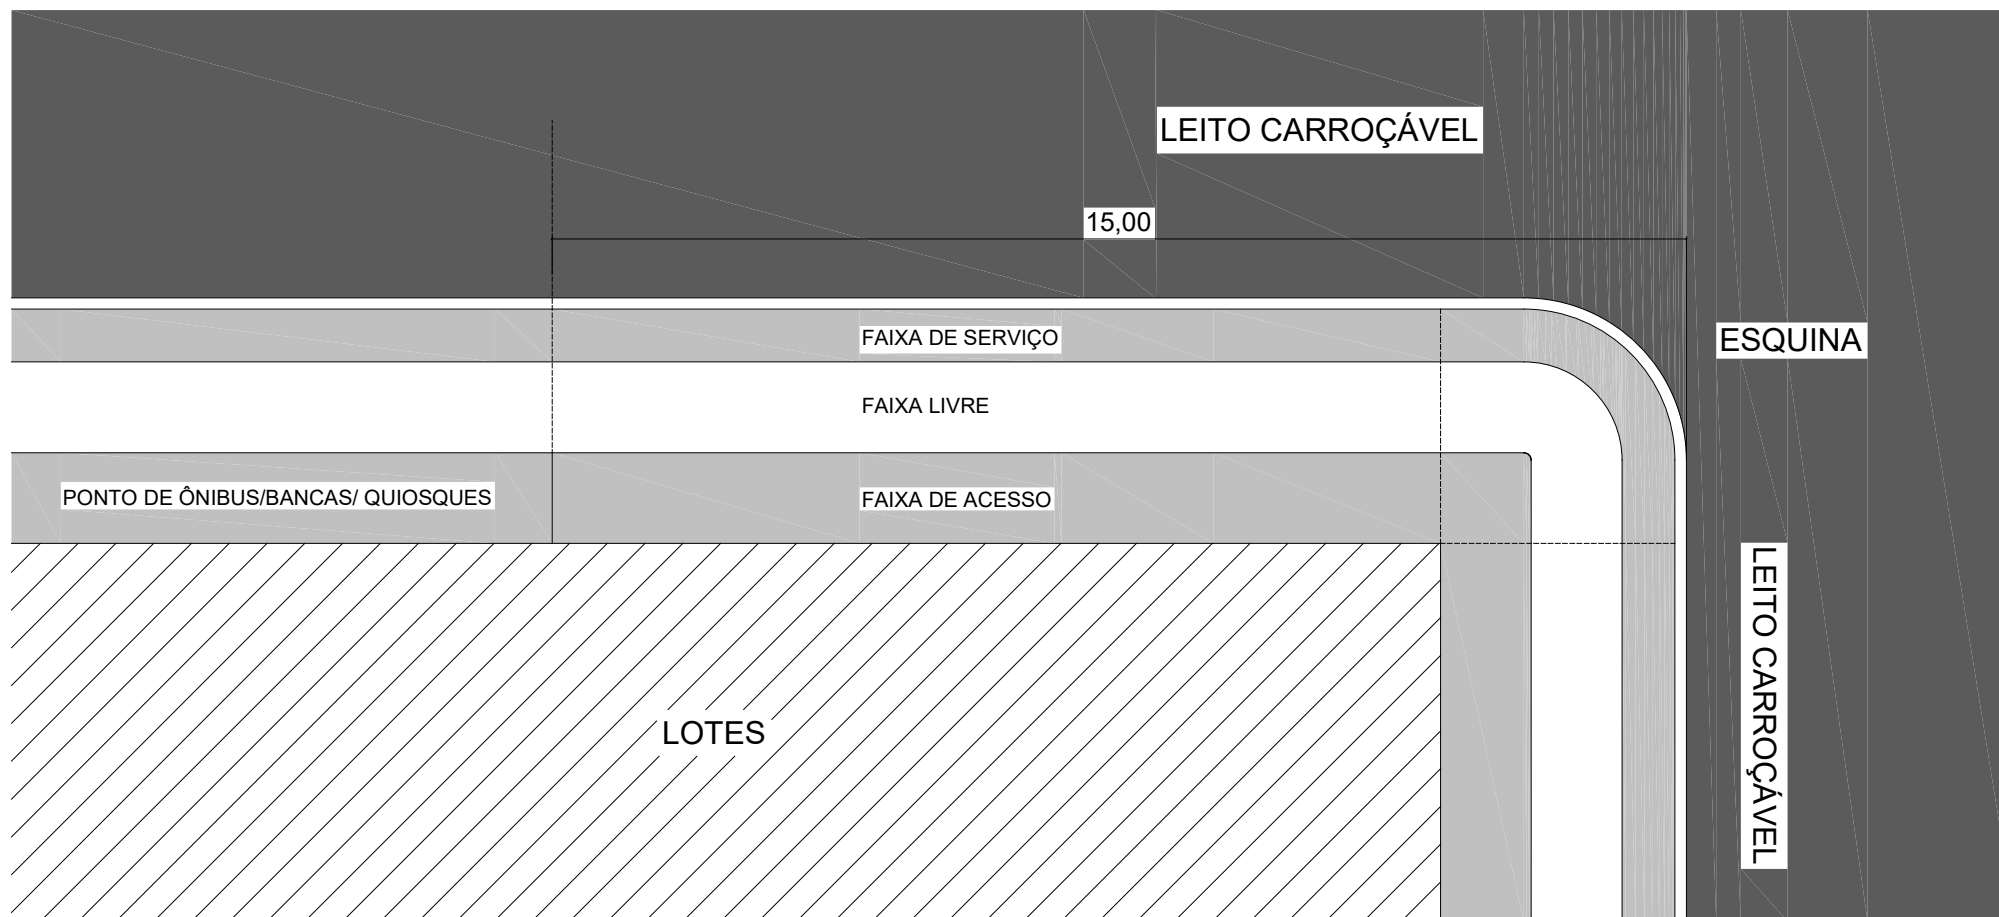 LEITO CARROÇÁVEL
15,00
FAIXA DE SERVIÇO
ESQUINA
FAIXA LIVRE
PONTO DE ÔNIBUS/BANCAS/ QUIOSQUES
FAIXA DE ACESSO
LEITO CARROÇÁVEL
LOTES